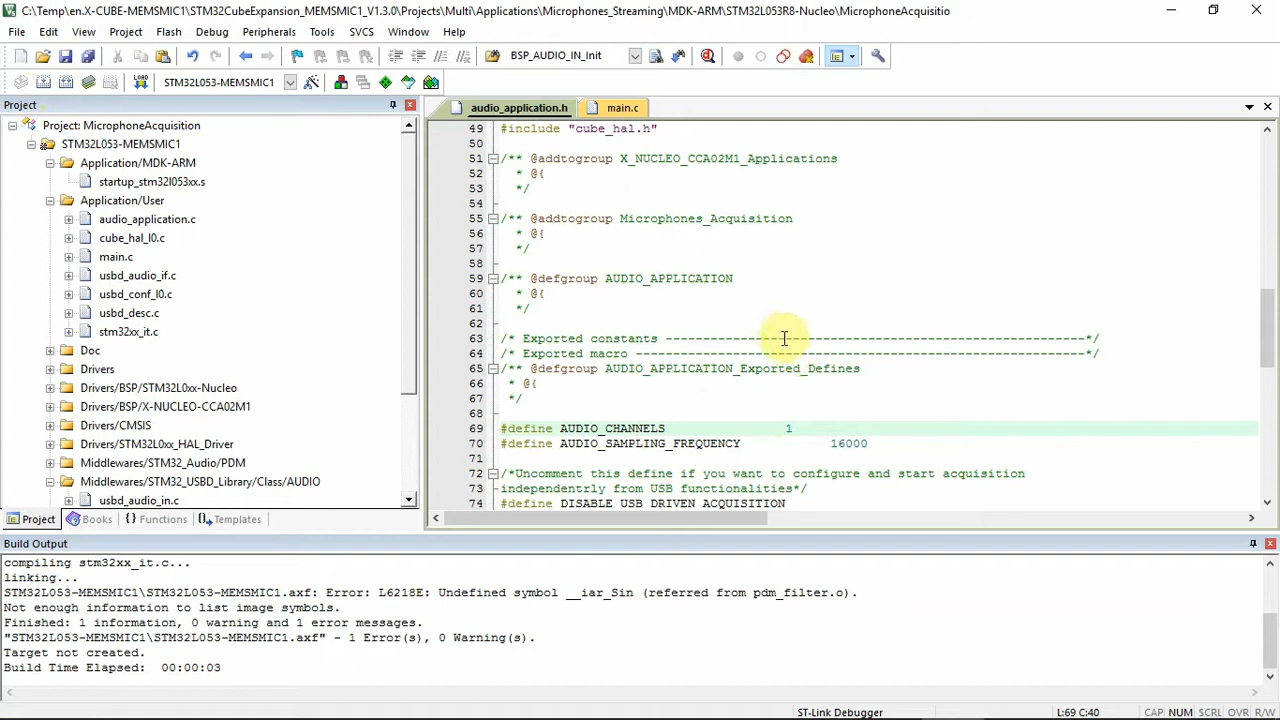 C:\Temp\en.X-CUBE-MEMSMIC1\STM32CubeExpansion_MEMSMIC1_V1.3.0\Projects\Multi\Applications\Microphones_Streaming\MDK-ARM\STM32L053R8-Nucleo\MicrophoneAcquisitio
File Edit View Project Flash Debug Peripherals Tools SVCS Window Help
BSP_AUDIO_IN_Init
LOAD STM32L053-MEMSMIC1
Project
Project: MicrophoneAcquisition
STM32L053-MEMSMIC1
Application/MDK-ARM
startup_stm32l053xx.s
Application/User
audio_application.c
cube_hal_l0.c
main.c
usbd_audio_if.c
usbd_conf_l0.c
usbd_desc.c
stm32xx_it.c
Doc
Drivers
Drivers/BSP/STM32L0xx-Nucleo
Drivers/BSP/X-NUCLEO-CCA02M1
Drivers/CMSIS
Drivers/STM32L0xx_HAL_Driver
Middlewares/STM32_Audio/PDM
Middlewares/STM32_USBD_Library/Class/AUDIO
usbd_audio_in.c
Project Books {} Functions Templates
audio_application.h main.c
49 #include "cube_hal.h"
50
51 /** @addtogroup X_NUCLEO_CCA02M1_Applications
52 * @{
53 */
54
55 /** @addtogroup Microphones_Acquisition
56 * @{
57 */
58
59 /** @defgroup AUDIO_APPLICATION
60 * @{
61 */
62
63 /* Exported constants --------------------------------------------------------*/
64 /* Exported macro ------------------------------------------------------------*/
65 /** @defgroup AUDIO_APPLICATION_Exported_Defines
66 * @{
67 */
68
69 #define AUDIO_CHANNELS 1
70 #define AUDIO_SAMPLING_FREQUENCY 16000
71
72 /*Uncomment this define if you want to configure and start acquisition
73 independentrly from USB functionalities*/
74 #define DISABLE_USB_DRIVEN_ACQUISITION
Build Output
compiling stm32xx_it.c...
linking...
STM32L053-MEMSMIC1\STM32L053-MEMSMIC1.axf: Error: L6218E: Undefined symbol __iar_Sin (referred from pdm_filter.o).
Not enough information to list image symbols.
Finished: 1 information, 0 warning and 1 error messages.
"STM32L053-MEMSMIC1\STM32L053-MEMSMIC1.axf" - 1 Error(s), 0 Warning(s).
Target not created.
Build Time Elapsed: 00:00:03
ST-Link Debugger L:69 C:40 CAP NUM SCRL OVR R/W